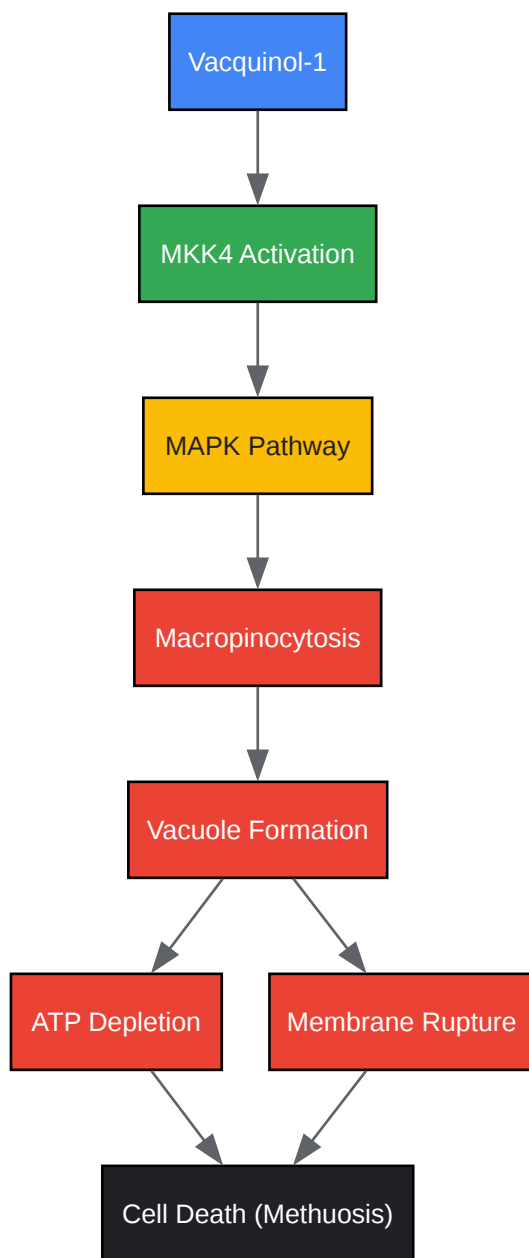 Vacquinol-1
MKK4 Activation
MAPK Pathway
Macropinocytosis
Vacuole Formation
ATP Depletion
Membrane Rupture
Cell Death (Methuosis)